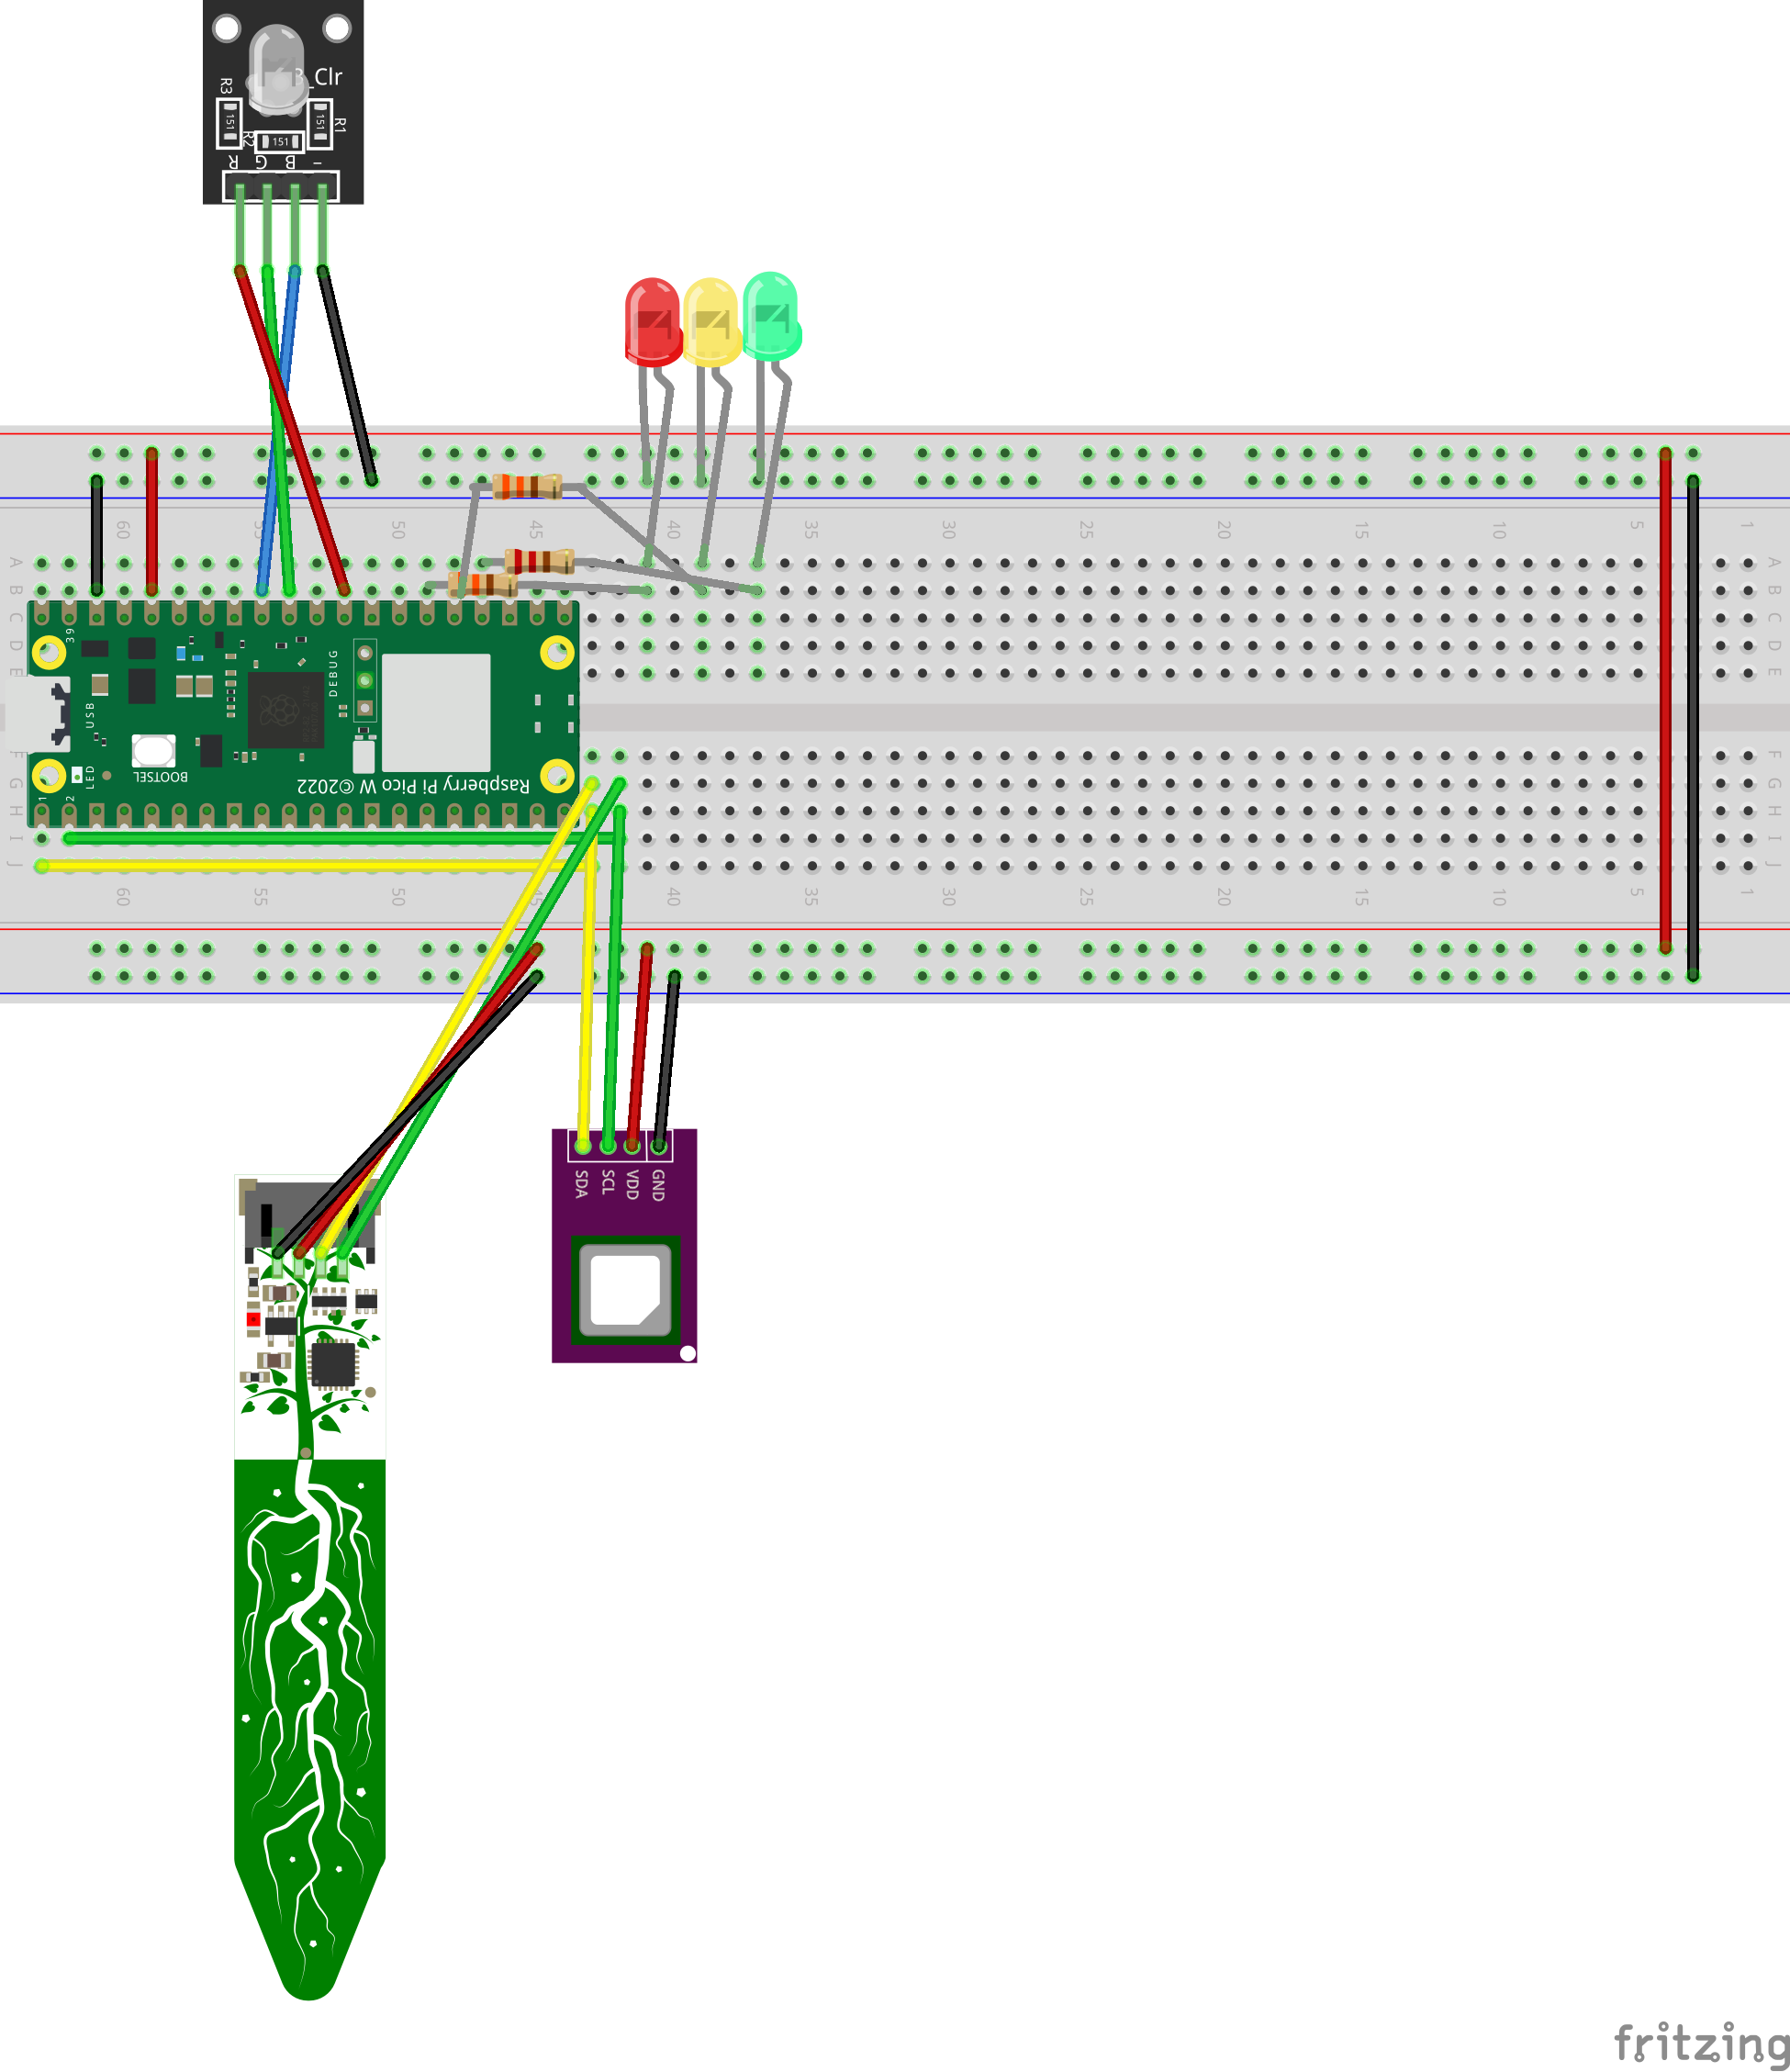 _Clr
R3
R1
R2
151
151
151
R G B -
60
55
50
45
40
35
30
25
20
15
10
5
1
A
B
C
D
E
A
B
C
D
E
39
DEBUG
USB
BOOTSEL
LED
1
2
Raspberry Pi Pico W ©2022
F
G
H
I
J
F
G
H
I
J
60
55
50
45
40
35
30
25
20
15
10
5
1
SDA
SCL
VDD
GND
fritzing